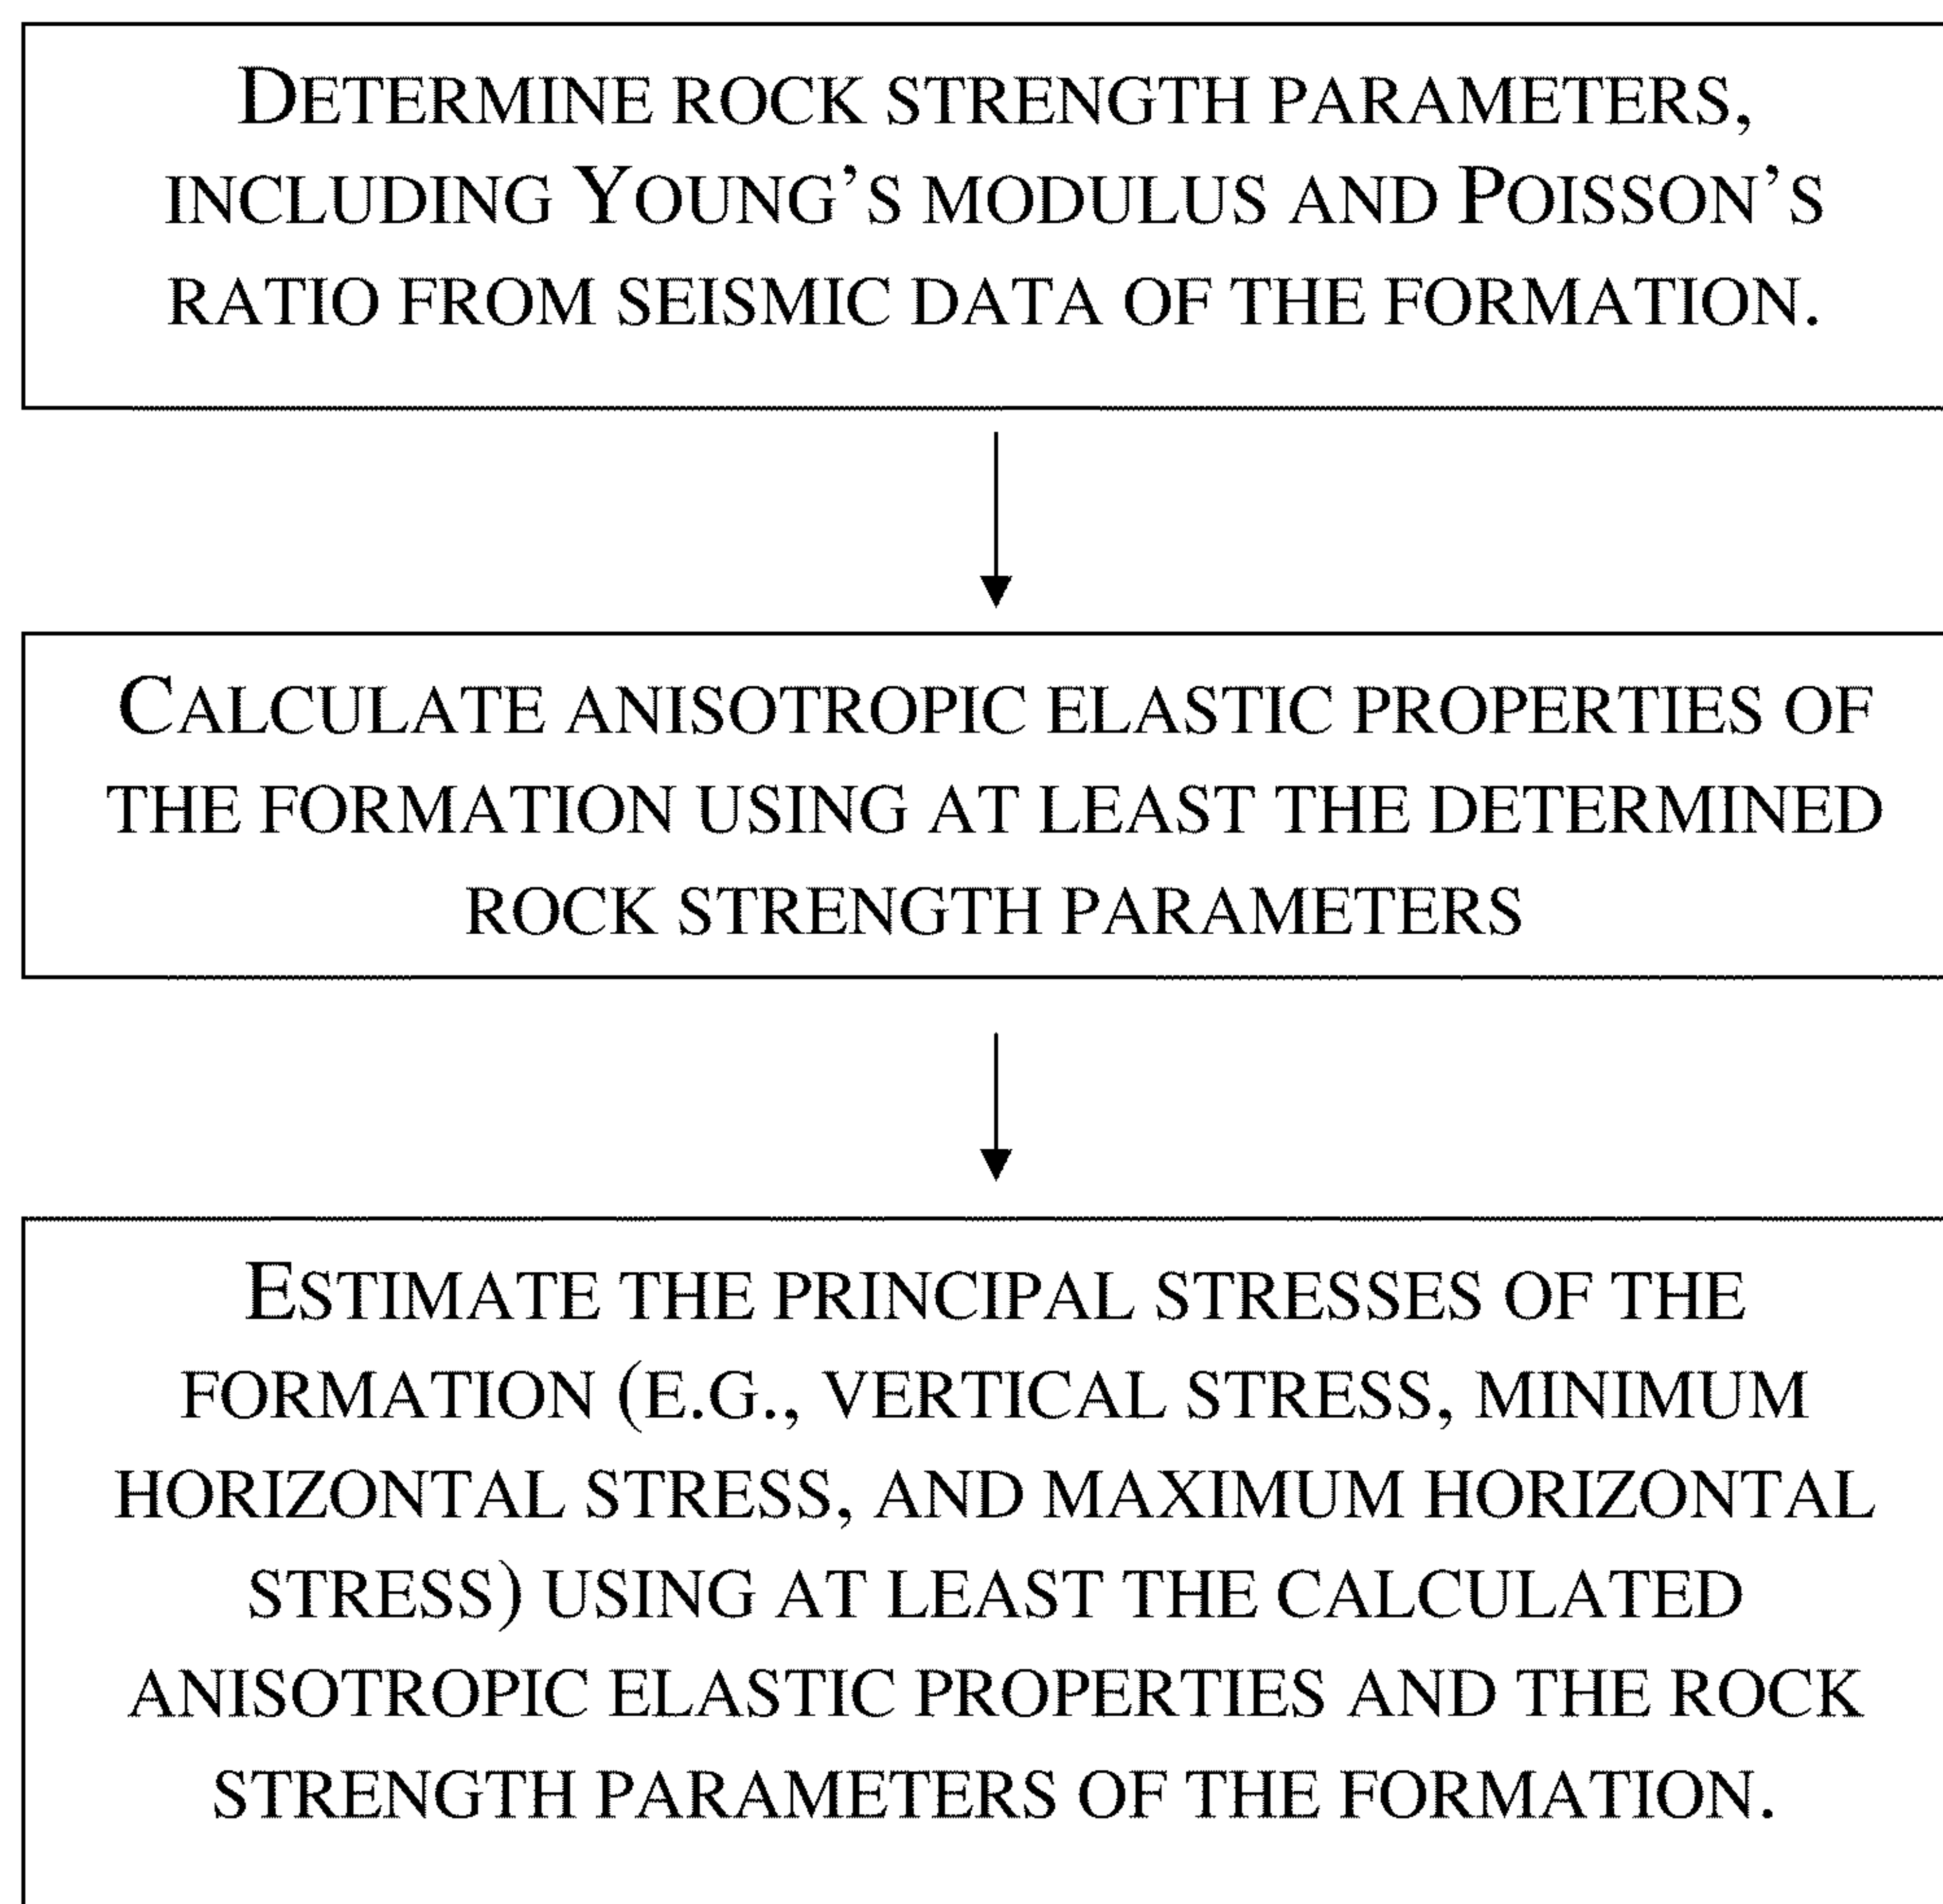 DETERMINE ROCK STRENGTH PARAMETERS,
INCLUDING YOUNG'S MODULUS AND POISSON'S
RATIO FROM SEISMIC DATA OF THE FORMATION.
CALCULATE ANISOTROPIC ELASTIC PROPERTIES OF
THE FORMATION USING AT LEAST THE DETERMINED
ROCK STRENGTH PARAMETERS
ESTIMATE THE PRINCIPAL STRESSES OF THE
FORMATION (E.G., VERTICAL STRESS, MINIMUM
HORIZONTAL STRESS, AND MAXIMUM HORIZONTAL
STRESS) USING AT LEAST THE CALCULATED
ANISOTROPIC ELASTIC PROPERTIES AND THE ROCK
STRENGTH PARAMETERS OF THE FORMATION.